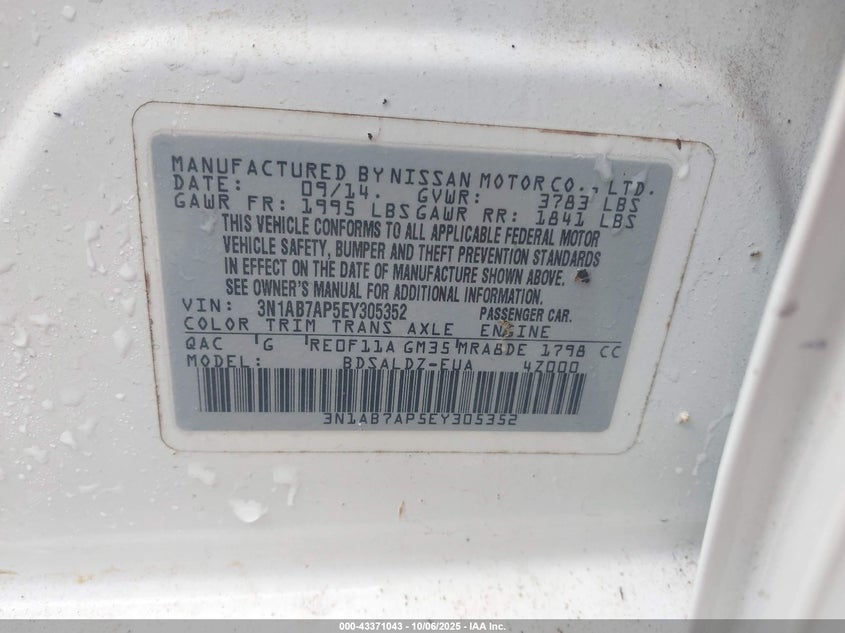 MANUFACTURED BY NISSAN MOTOR CO., LTD.
DATE: 09/14. GVWR: 3783 LBS
GAWR FR: 1995 LBS GAWR RR: 1841 LBS
THIS VEHICLE CONFORMS TO ALL APPLICABLE FEDERAL MOTOR
VEHICLE SAFETY, BUMPER AND THEFT PREVENTION STANDARDS
IN EFFECT ON THE DATE OF MANUFACTURE SHOWN ABOVE.
SEE OWNER'S MANUAL FOR ADDITIONAL INFORMATION.
VIN: 3N1AB7AP5EY305352 PASSENGER CAR.
COLOR TRIM TRANS AXLE ENGINE
QAC G RE0F11A GM35 MRA8DE 1798 CC
MODEL: BDSALDZ-EUA 4Z000
3N1AB7AP5EY305352
000-43371043 - 10/06/2025 - IAA Inc.